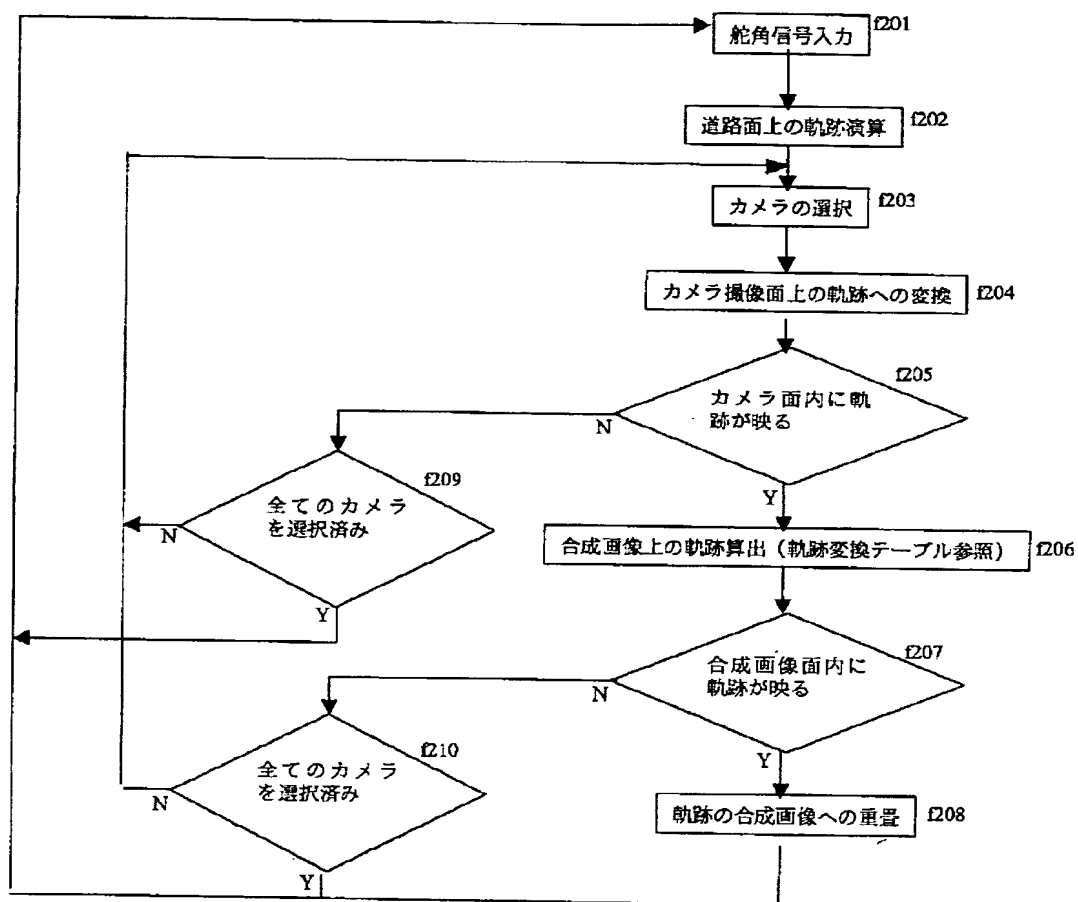 舵角信号入力
f201
道路面上の軌跡演算
f202
カメラの選択
f203
カメラ撮像面上の軌跡への変換
f204
f205
カメラ面内に軌
跡が映る
N
Y
f209
全てのカメラ
を選択済み
N
Y
合成画像上の軌跡算出（軌跡変換テーブル参照）
f206
f207
合成画像面内に
軌跡が映る
N
Y
f210
全てのカメラ
を選択済み
N
Y
軌跡の合成画像への重畳
f208